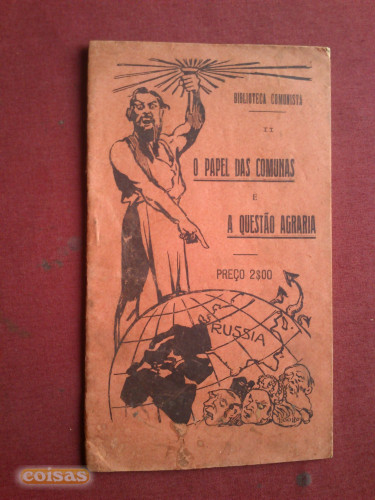 BIBLIOTECA COMUNISTA
II
O PAPEL DAS COMUNAS
E
A QUESTÃO AGRARIA
PREÇO 2$00
RUSSIA
coisas